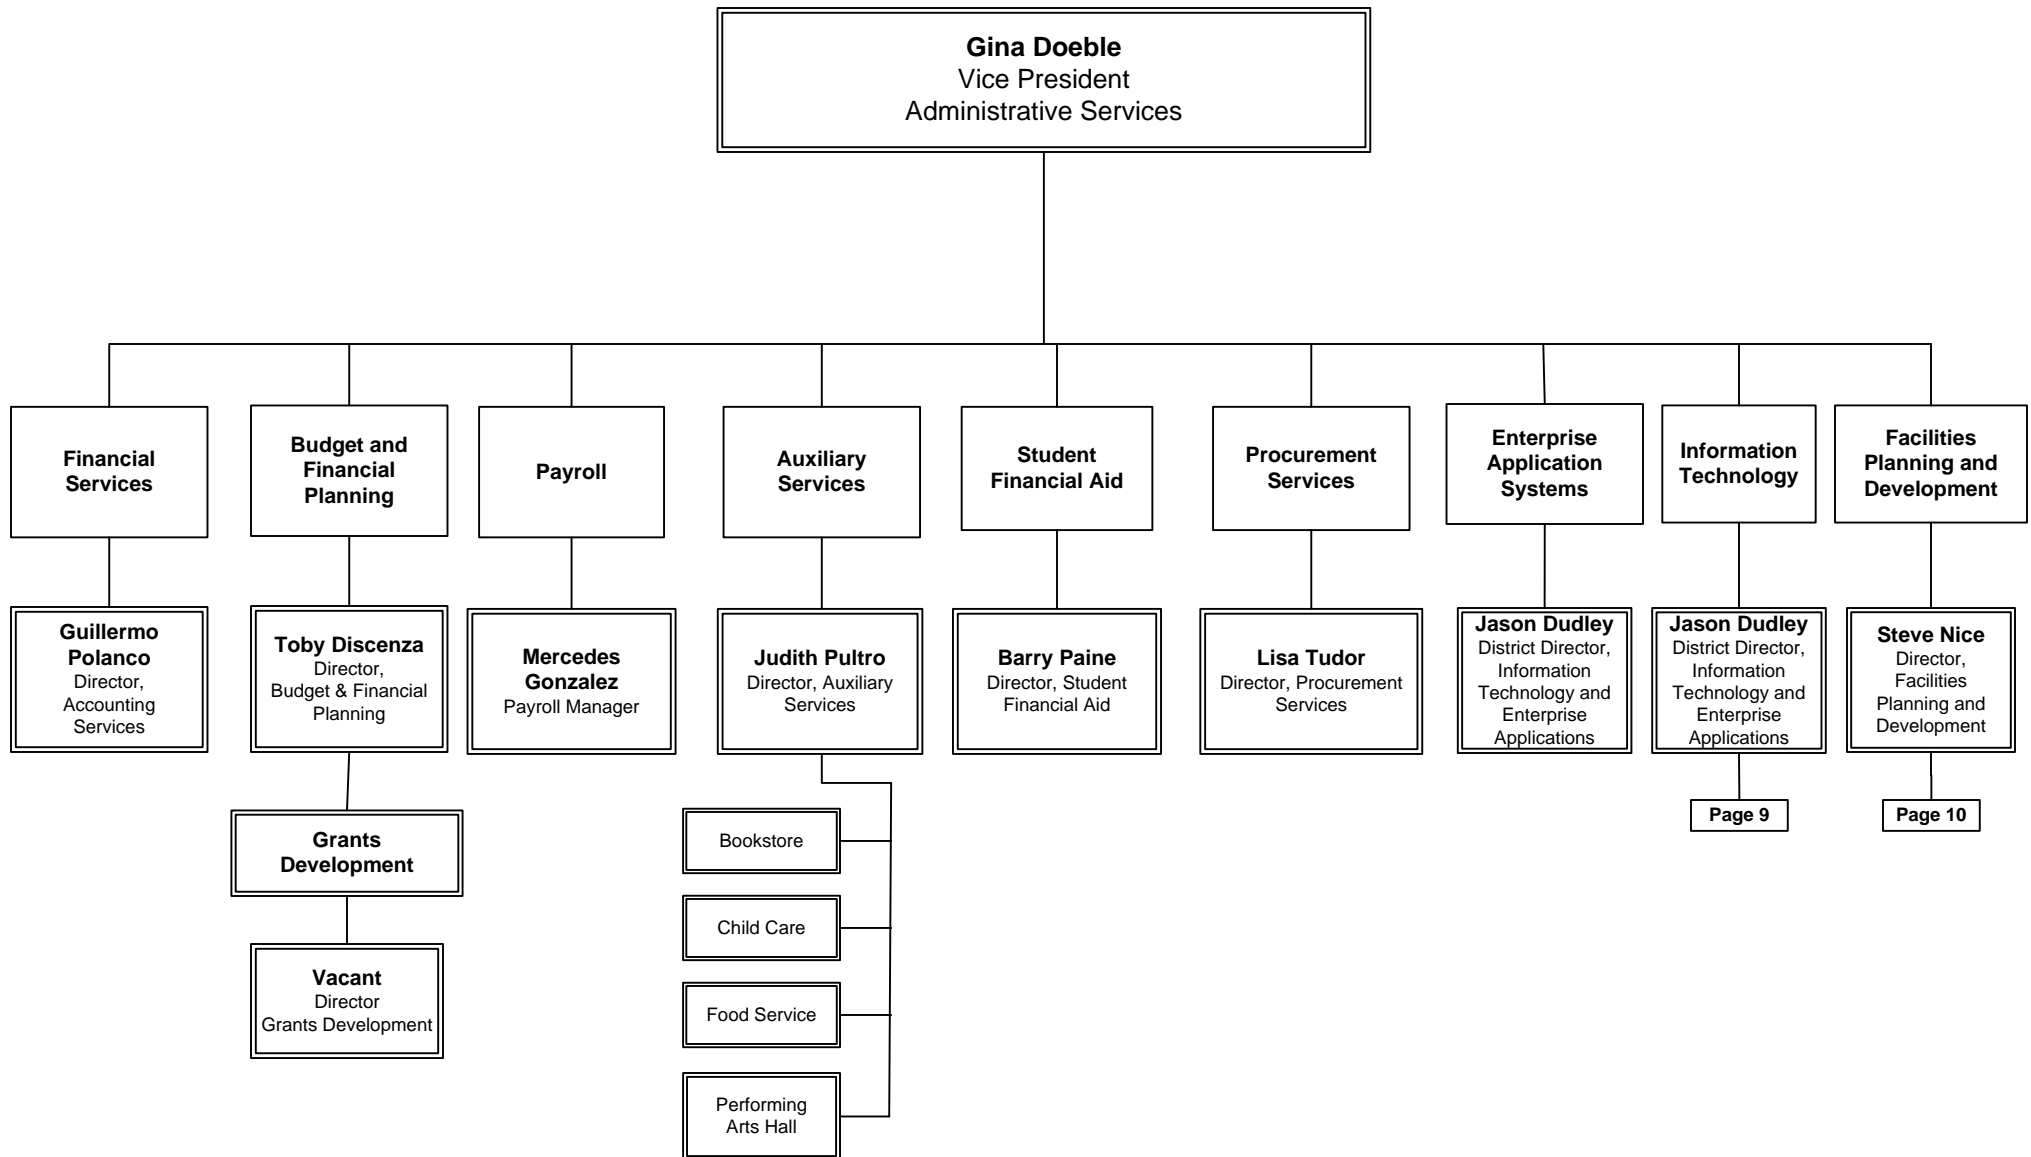 Gina Doeble
Vice President
Administrative Services
Financial
Services
Budget and
Financial
Planning
Payroll
Auxiliary
Services
Student
Financial Aid
Procurement
Services
Enterprise
Application
Systems
Information
Technology
Facilities
Planning and
Development
Guillermo
Polanco
Director,
Accounting
Services
Toby Discenza
Director,
Budget & Financial
Planning
Mercedes
Gonzalez
Payroll Manager
Judith Pultro
Director, Auxiliary
Services
Barry Paine
Director, Student
Financial Aid
Lisa Tudor
Director, Procurement
Services
Jason Dudley
District Director,
Information
Technology and
Enterprise
Applications
Jason Dudley
District Director,
Information
Technology and
Enterprise
Applications
Steve Nice
Director,
Facilities
Planning and
Development
Grants
Development
Vacant
Director
Grants Development
Bookstore
Child Care
Food Service
Performing
Arts Hall
Page 9
Page 10